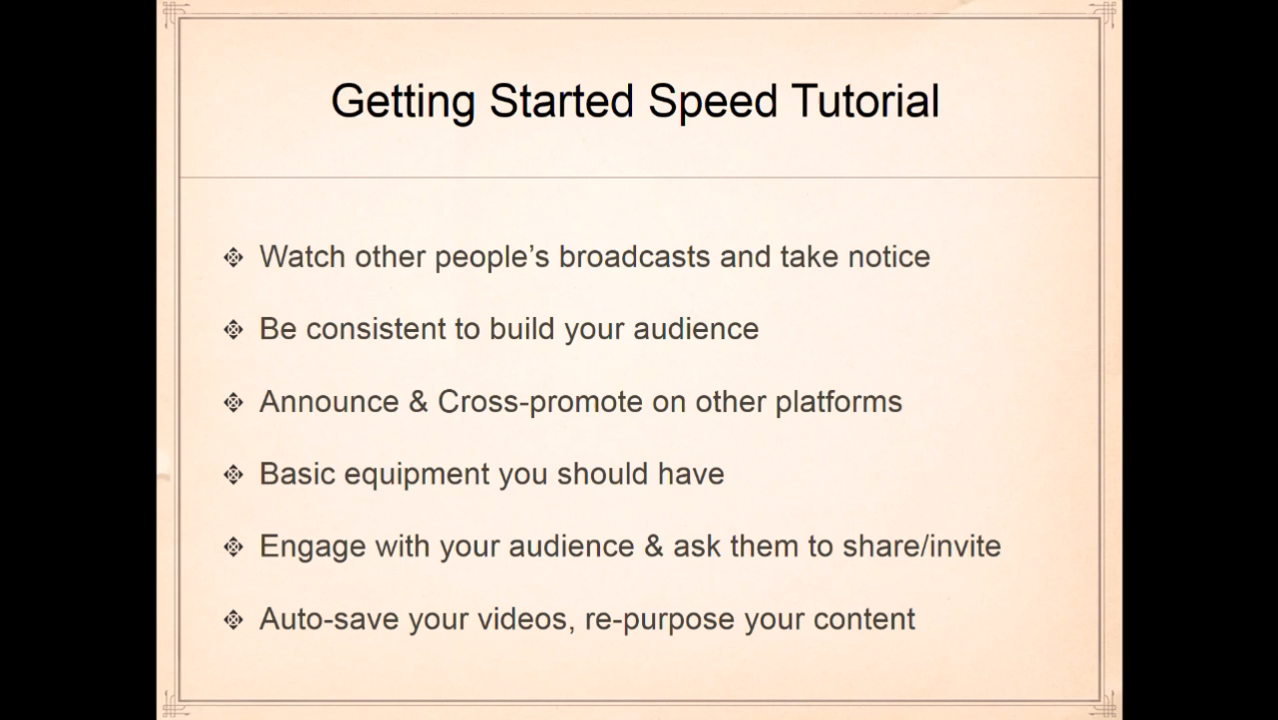 Getting Started Speed Tutorial
Watch other people’s broadcasts and take notice
Be consistent to build your audience
Announce & Cross-promote on other platforms
Basic equipment you should have
Engage with your audience & ask them to share/invite
Auto-save your videos, re-purpose your content